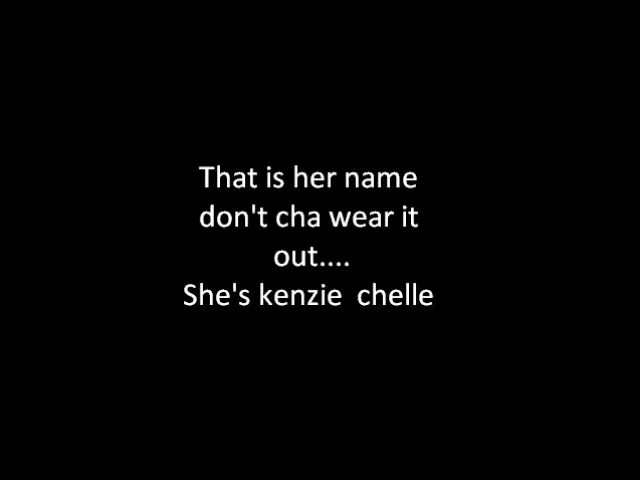 That is her name
don't cha wear it
out....
She's kenzie  chelle